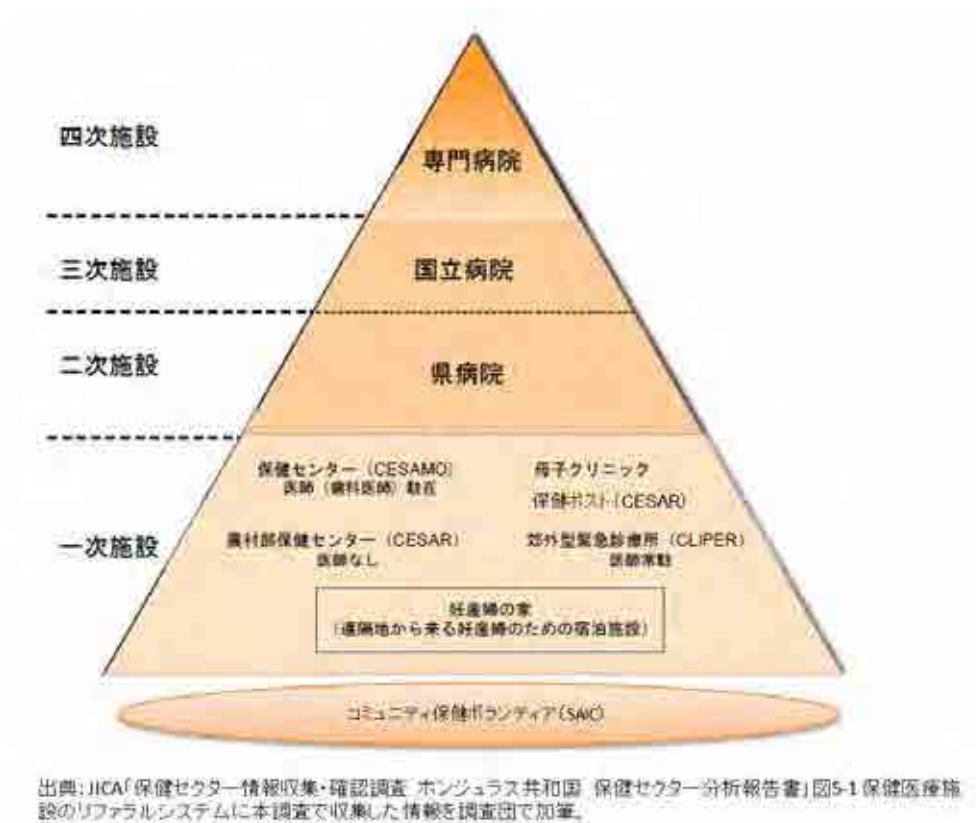 四次施設
専門病院
三次施設
国立病院
二次施設
県病院
一次施設
保健センター（CESAMO）
医師（歯科医師）駐在
母子クリニック
保健ポスト（CESAR）
農村部保健センター（CESAR）
医師なし
郊外型緊急診療所（CLIPER）
医師常勤
妊産婦の家
（遠隔地から来る妊産婦のための宿泊施設）
コミュニティ保健ボランティア（SAIC）
出典：JICA「保健セクター情報収集・確認調査 ホンジュラス共和国 保健セクター分析報告書」図5-1 保健医療施
設のリファラルシステムに本調査で収集した情報を調査団で加筆。